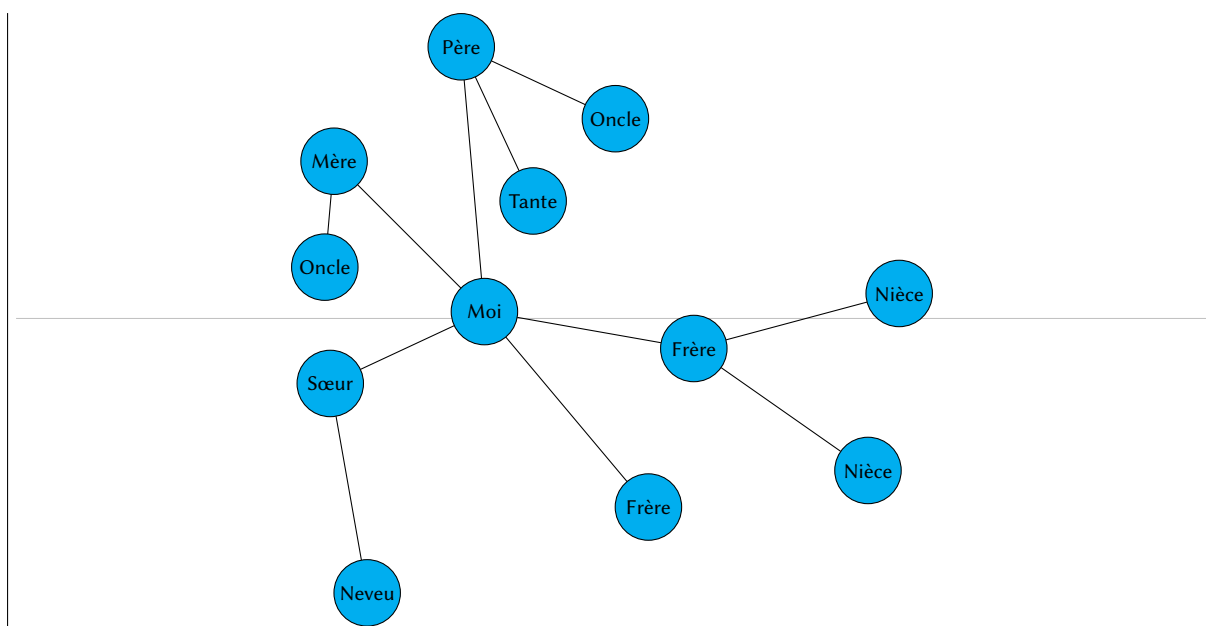 Père
Oncle
Mère
Tante
Oncle
Nièce
Moi
Frère
Sœur
Nièce
Frère
Neveu